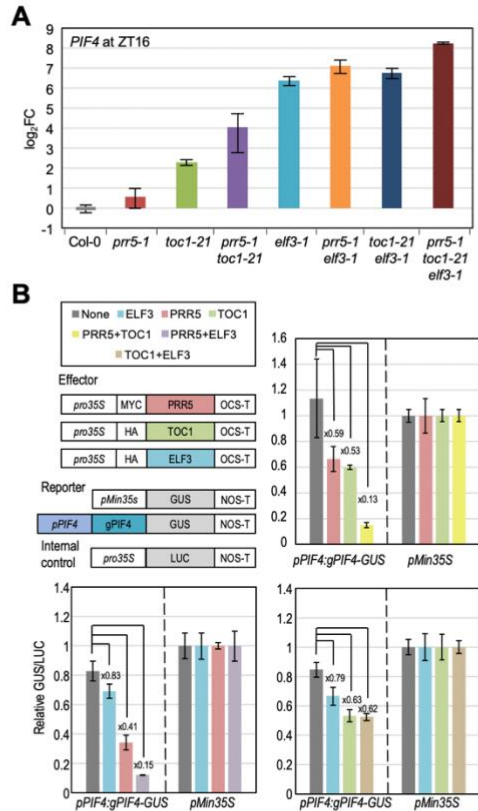 A
PIF4 at ZT16
log2FC
9
8
7
6
5
4
3
2
1
0
-1
Col-0 prr5-1 toc1-21 prr5-1 elf3-1 prr5-1 toc1-21 prr5-1
toc1-21 elf3-1 elf3-1 toc1-21
elf3-1
B
None ELF3 PRR5 TOC1
PRR5+TOC1 PRR5+ELF3
TOC1+ELF3
Effector
pro35S MYC PRR5 OCS-T
pro35S HA TOC1 OCS-T
pro35S HA ELF3 OCS-T
Reporter
pMin35s GUS NOS-T
pPIF4 gPIF4 GUS NOS-T
Internal
control
pro35S LUC NOS-T
1.6
1.4
1.2
1
0.8
0.6
0.4
0.2
0
x0.59
x0.53
x0.13
pPIF4:gPIF4-GUS pMin35S
Relative GUS/LUC
1.4
1.2
1
0.8
0.6
0.4
0.2
0
x0.83
x0.41
x0.15
pPIF4:gPIF4-GUS pMin35S
1.4
1.2
1
0.8
0.6
0.4
0.2
0
x0.79
x0.63
x0.62
pPIF4:gPIF4-GUS pMin35S